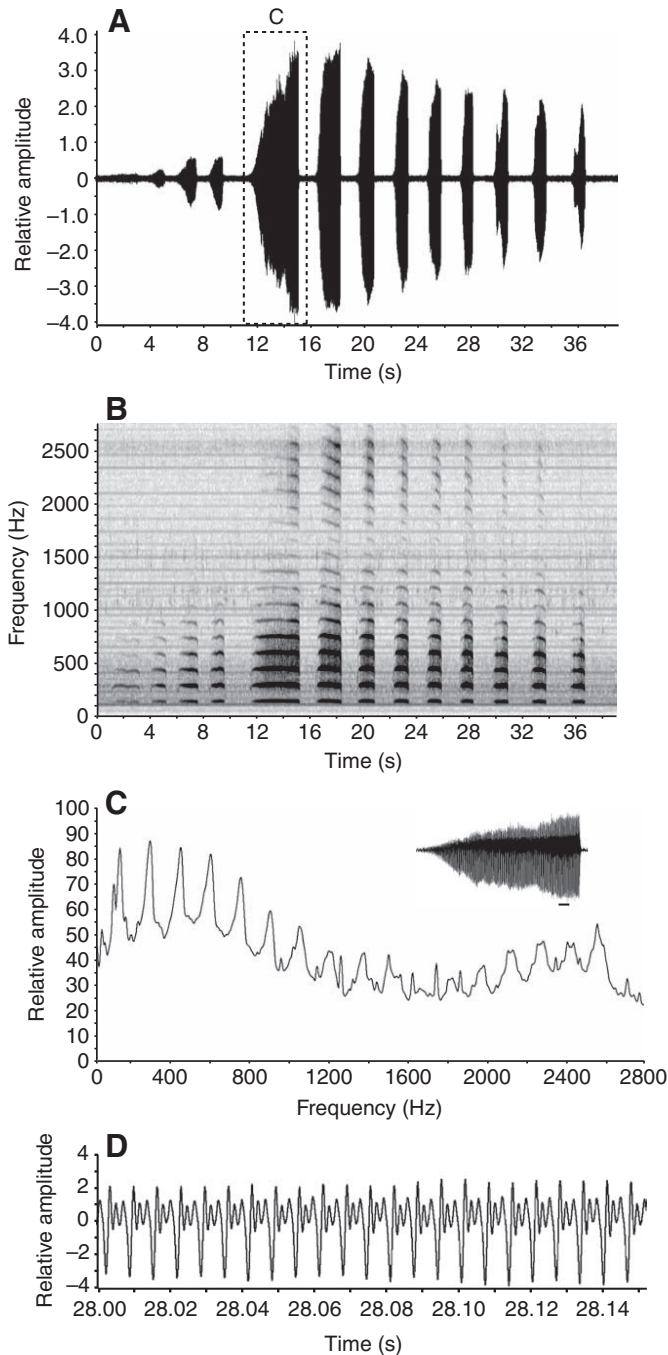 A
C
Relative amplitude
4.0
3.0
2.0
1.0
0
–1.0
–2.0
–3.0
–4.0
0 4 8 12 16 20 24 28 32 36
Time (s)
B
Frequency (Hz)
2500
2000
1500
1000
500
0
0 4 8 12 16 20 24 28 32 36
Time (s)
C
Relative amplitude
100
90
80
70
60
50
40
30
20
10
0
0 400 800 1200 1600 2000 2400 2800
Frequency (Hz)
D
Relative amplitude
4
2
0
–2
–4
28.00 28.02 28.04 28.06 28.08 28.10 28.12 28.14
Time (s)